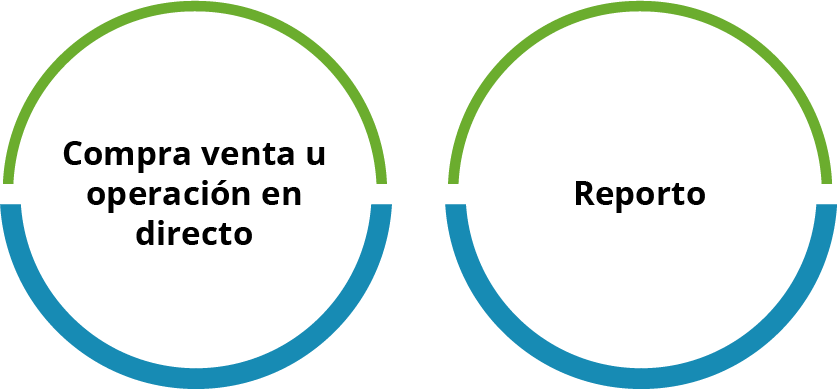 Compra venta u
operación en
directo
Reporto